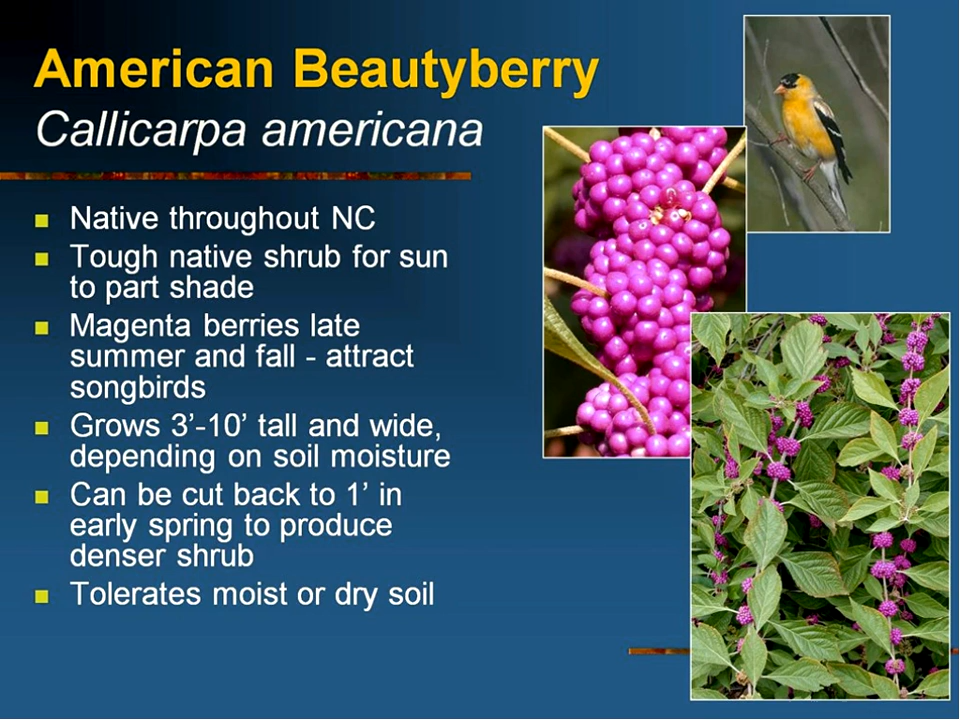 American Beautyberry
Callicarpa americana
Native throughout NC
Tough native shrub for sun
to part shade
Magenta berries late
summer and fall - attract
songbirds
Grows 3’-10’ tall and wide,
depending on soil moisture
Can be cut back to 1’ in
early spring to produce
denser shrub
Tolerates moist or dry soil